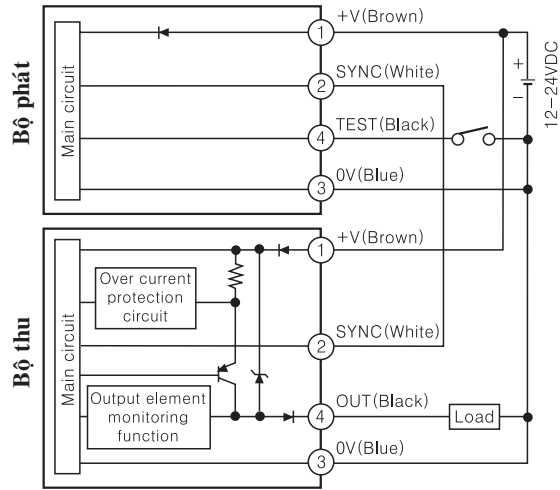 Bộ phát
Main circuit
1
+V(Brown)
2
SYNC(White)
4
TEST(Black)
3
0V(Blue)
+
−
12−24VDC
Bộ thu
Main circuit
Over current
protection
circuit
Output element
monitoring
function
1
+V(Brown)
2
SYNC(White)
4
OUT(Black)
Load
3
0V(Blue)